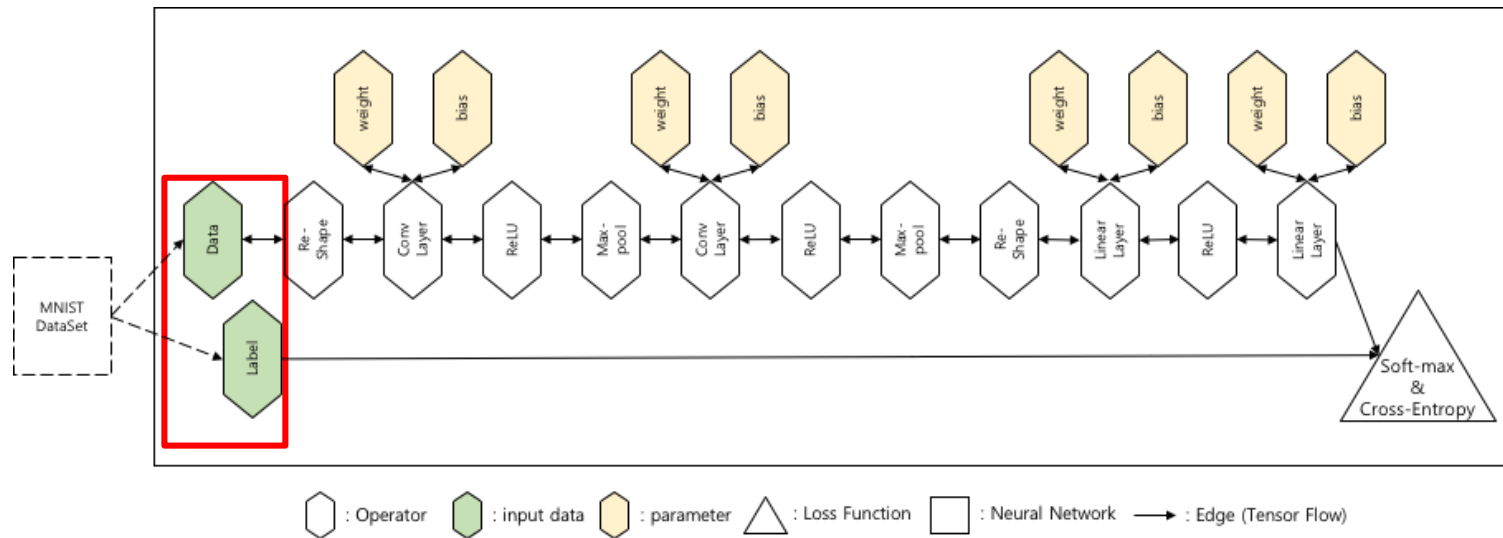 weight
bias
weight
bias
weight
bias
weight
bias
Data
Re-
Shape
Conv
Layer
ReLU
Max-
pool
Conv
Layer
ReLU
Max-
pool
Re-
Shape
Linear
Layer
ReLU
Linear
Layer
MNIST
DataSet
Label
Soft-max
&
Cross-Entropy
: Operator
: input data
: parameter
: Loss Function
: Neural Network
: Edge (Tensor Flow)